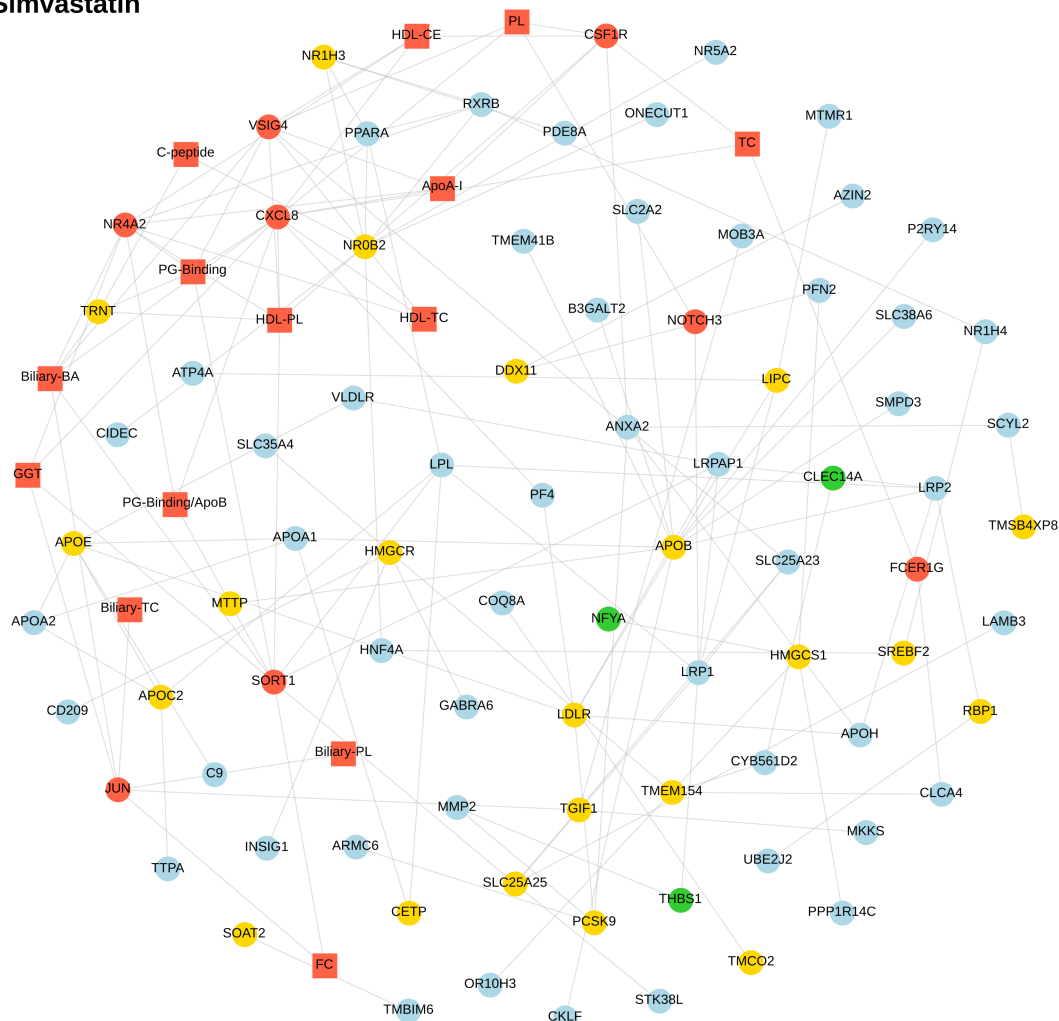 Simvastatin
PL
HDL-CE
CSF1R
NR1H3
NR5A2
RXRB
ONECUT1
MTMR1
VSIG4
PPARA
PDE8A
TC
C-peptide
ApoA-I
AZIN2
NR4A2
CXCL8
SLC2A2
P2RY14
NR0B2
TMEM41B
MOB3A
PG-Binding
PFN2
TRNT
HDL-PL
HDL-TC
B3GALT2
NOTCH3
SLC38A6
NR1H4
Biliary-BA
ATP4A
DDX11
LIPC
VLDLR
SMPD3
CIDEC
SLC35A4
ANXA2
SCYL2
GGT
LPL
LRPAP1
CLEC14A
LRP2
PG-Binding/ApoB
PF4
TMSB4XP8
APOE
APOA1
HMGCR
APOB
SLC25A23
FCER1G
APOA2
Biliary-TC
MTTP
COQ8A
NFYA
LAMB3
HNF4A
HMGCS1
SREBF2
SORT1
LRP1
CD209
APOC2
GABRA6
LDLR
RBP1
APOH
Biliary-PL
C9
CYB561D2
JUN
MMP2
TGIF1
TMEM154
CLCA4
MKKS
INSIG1
ARMC6
TTPA
UBE2J2
SLC25A25
THBS1
CETP
PCSK9
PPP1R14C
SOAT2
FC
TMCO2
OR10H3
STK38L
TMBIM6
CKLF